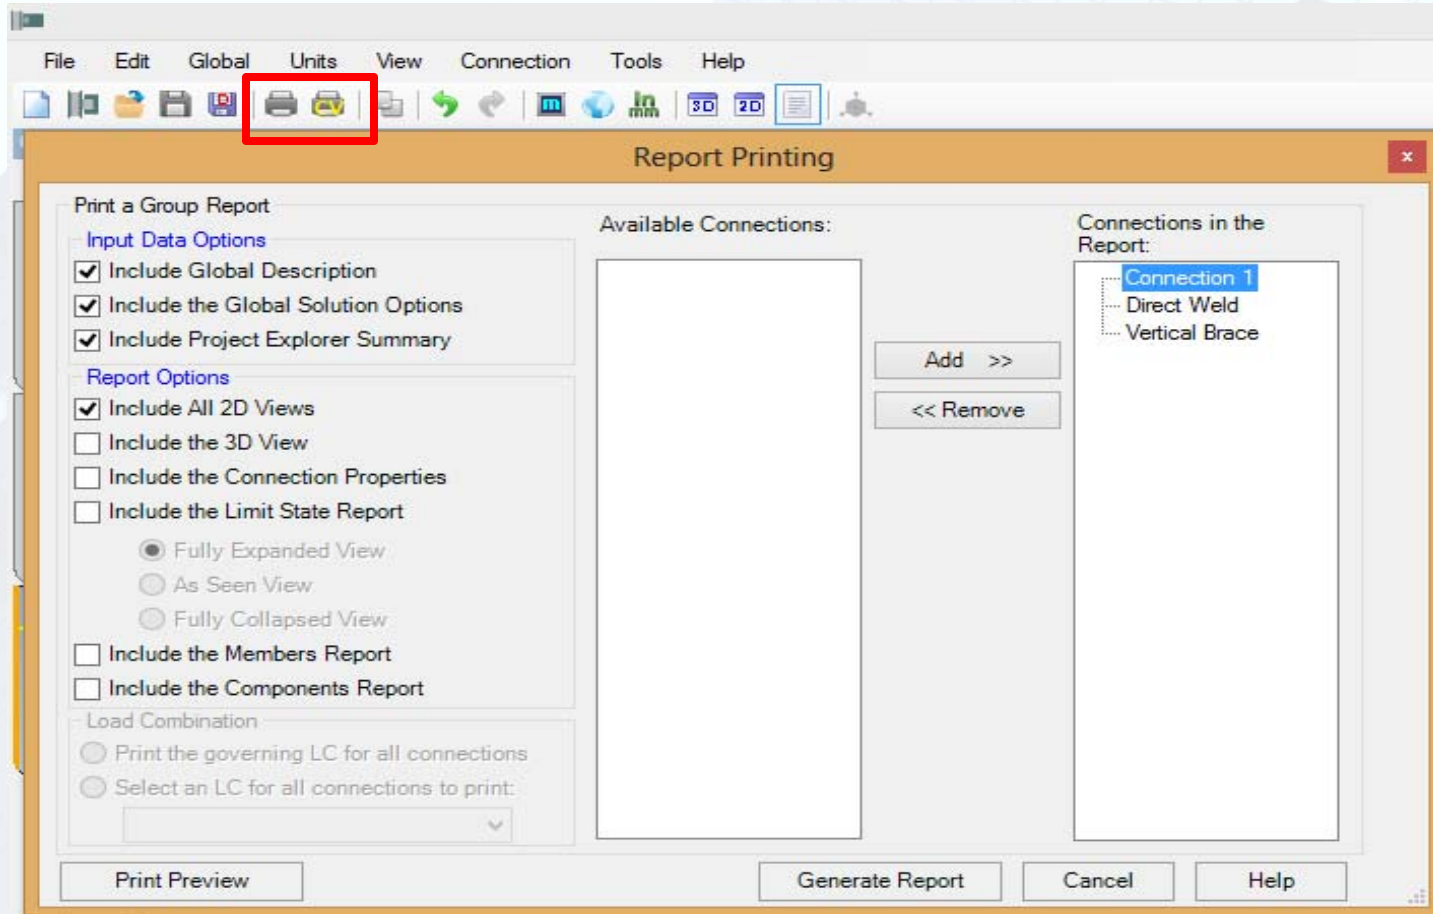 File Edit Global Units View Connection Tools Help
3D 2D
Report Printing
Print a Group Report
Input Data Options
Include Global Description
Include the Global Solution Options
Include Project Explorer Summary
Report Options
Include All 2D Views
Include the 3D View
Include the Connection Properties
Include the Limit State Report
Fully Expanded View
As Seen View
Fully Collapsed View
Include the Members Report
Include the Components Report
Load Combination
Print the governing LC for all connections
Select an LC for all connections to print:
Available Connections:
Add >>
<< Remove
Connections in the
Report:
Connection 1
Direct Weld
Vertical Brace
Print Preview
Generate Report
Cancel
Help